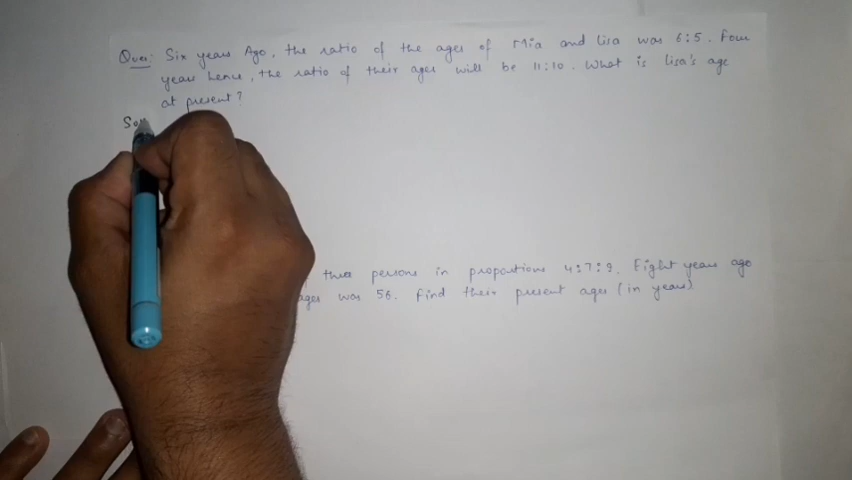 Ques: Six years Ago, the ratio of the ages of Mia and Lisa was 6:5. Four
years hence, the ratio of their ages will be 11:10. What is Lisa's age
at present?
three persons in proportions 4:7:9. Eight years ago
ages was 56. Find their present ages (in years)